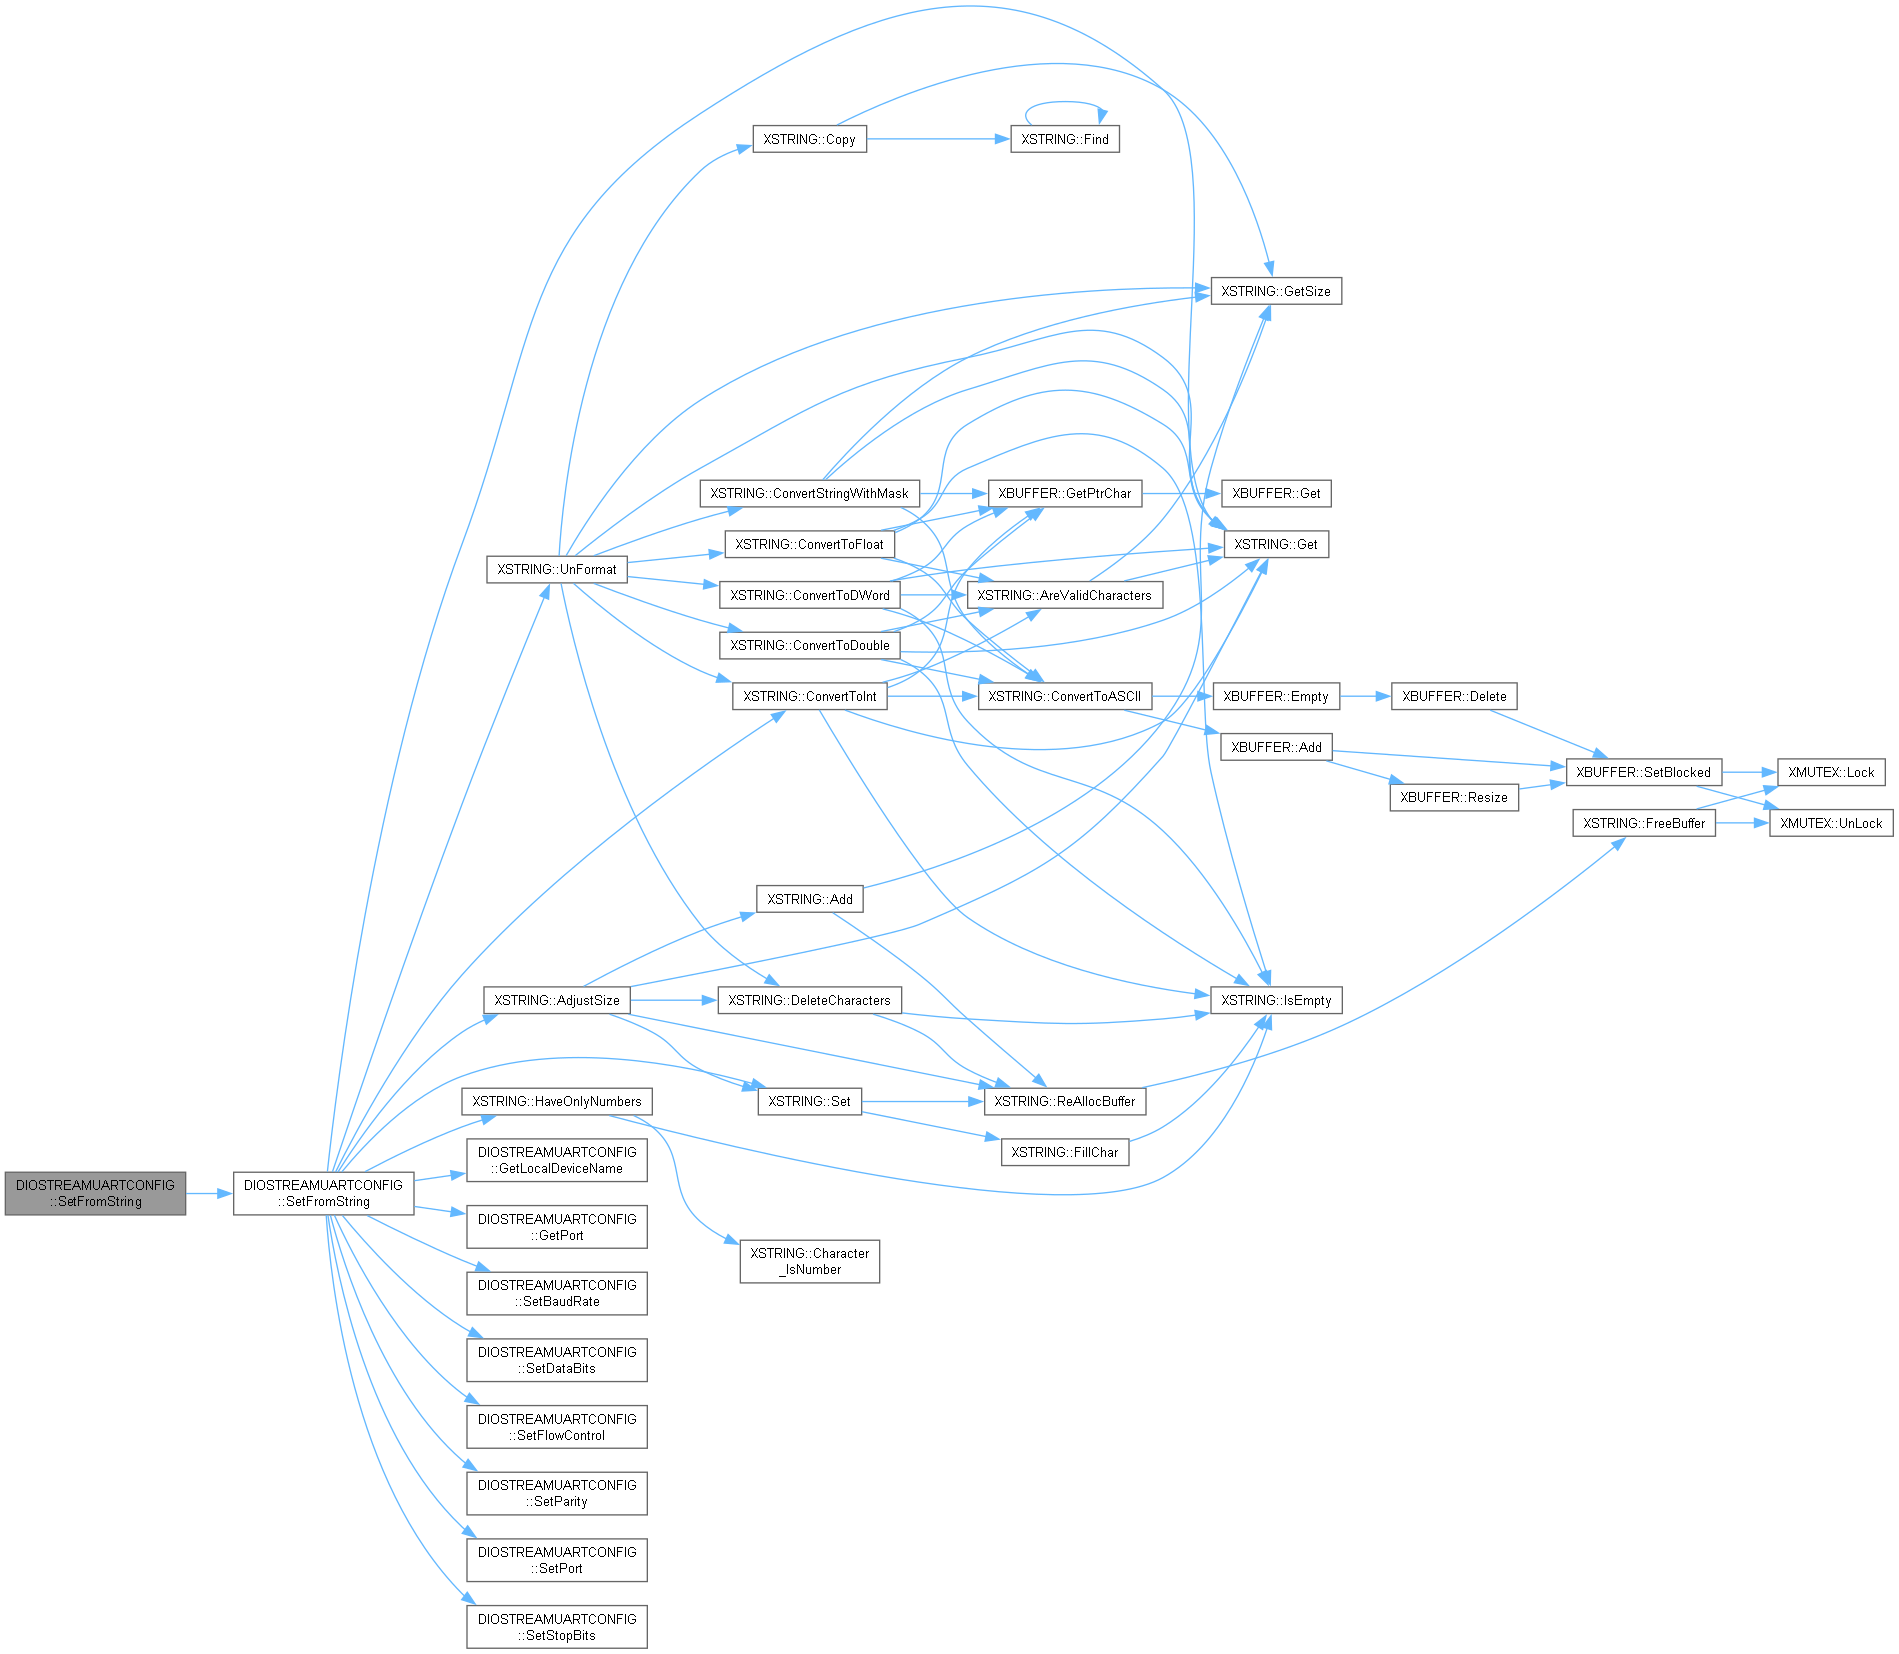 DIOSTREAMUARTCONFIG
::SetFromString
DIOSTREAMUARTCONFIG
::SetFromString
XSTRING::UnFormat
XSTRING::AdjustSize
XSTRING::HaveOnlyNumbers
DIOSTREAMUARTCONFIG
::GetLocalDeviceName
DIOSTREAMUARTCONFIG
::GetPort
DIOSTREAMUARTCONFIG
::SetBaudRate
DIOSTREAMUARTCONFIG
::SetDataBits
DIOSTREAMUARTCONFIG
::SetFlowControl
DIOSTREAMUARTCONFIG
::SetParity
DIOSTREAMUARTCONFIG
::SetPort
DIOSTREAMUARTCONFIG
::SetStopBits
XSTRING::Copy
XSTRING::ConvertStringWithMask
XSTRING::ConvertToFloat
XSTRING::ConvertToDWord
XSTRING::ConvertToDouble
XSTRING::ConvertToInt
XSTRING::Add
XSTRING::DeleteCharacters
XSTRING::Set
XSTRING::Character
_IsNumber
XSTRING::Find
XBUFFER::GetPtrChar
XSTRING::AreValidCharacters
XSTRING::ConvertToASCII
XSTRING::ReAllocBuffer
XSTRING::FillChar
XSTRING::GetSize
XBUFFER::Get
XSTRING::Get
XBUFFER::Empty
XBUFFER::Add
XSTRING::IsEmpty
XBUFFER::Delete
XBUFFER::Resize
XBUFFER::SetBlocked
XSTRING::FreeBuffer
XMUTEX::Lock
XMUTEX::UnLock